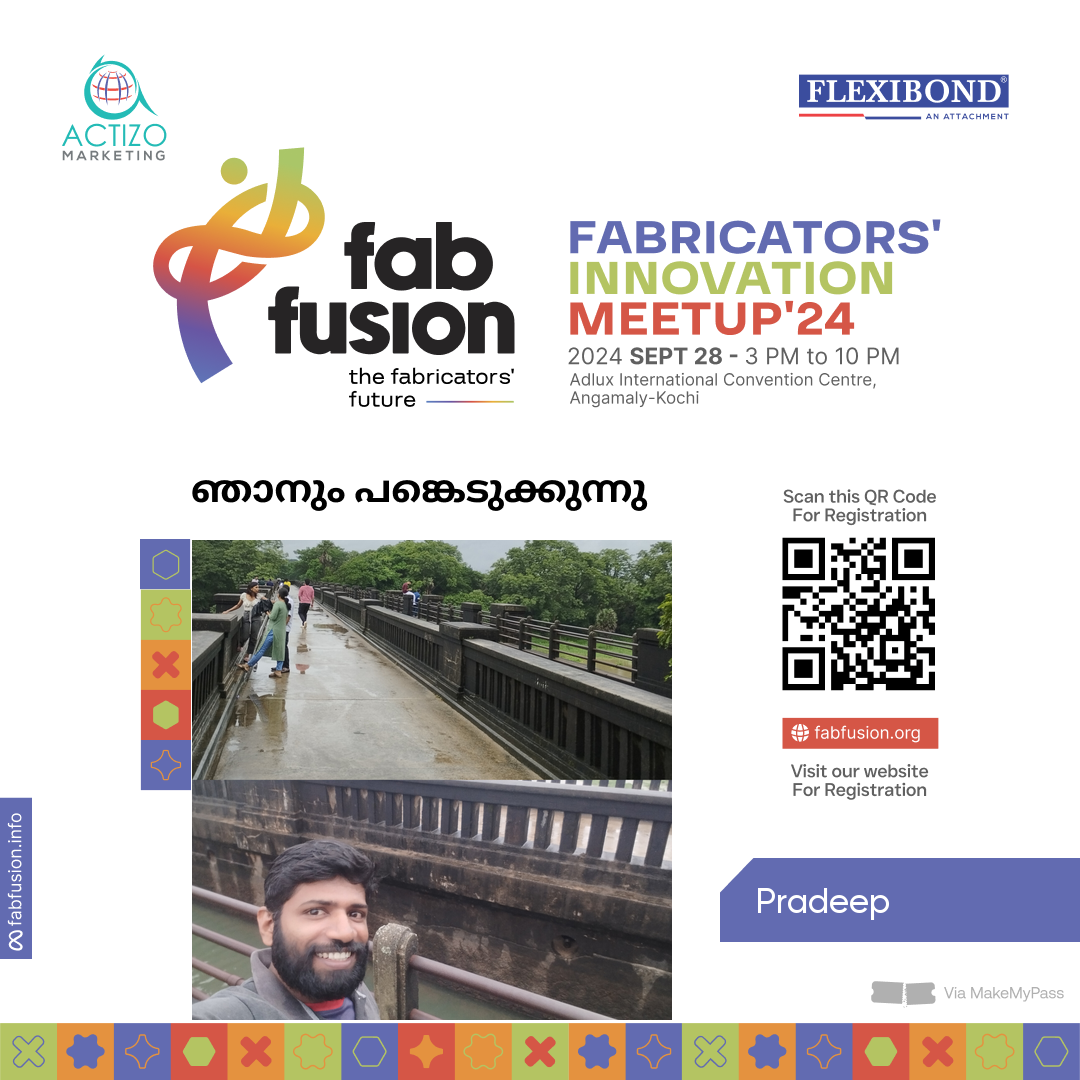 ACTIZO
MARKETING
FLEXIBOND®
AN ATTACHMENT
fab
fusion
the fabricators'
future
FABRICATORS'
INNOVATION
MEETUP'24
2024 SEPT 28 - 3 PM to 10 PM
Adlux International Convention Centre,
Angamaly-Kochi
ഞാനും പങ്കെടുക്കുന്നു
Scan this QR Code
For Registration
fabfusion.org
Visit our website
For Registration
fabfusion.info
Pradeep
Via MakeMyPass